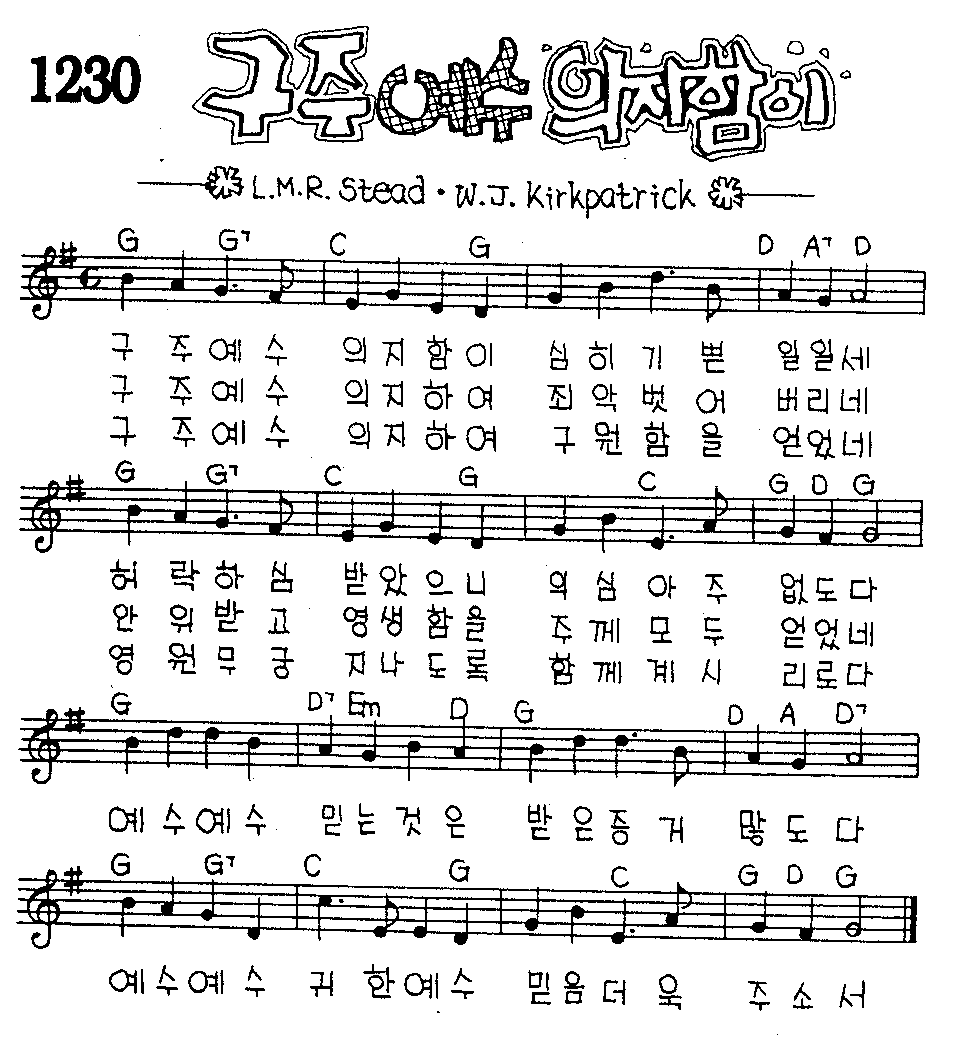 1230 구주예수 의지함이
L.M.R. Stead · W.J. Kirkpatrick
G G7 C G D A7 D
구 주 예 수 의 지 함 이 심 히 기 쁜 일 일 세
구 주 예 수 의 지 하 여 죄 악 벗 어 버 리 네
구 주 예 수 의 지 하 여 구 원 함 을 얻 었 네
G G7 C G C G D G
허 락 하 심 받 았 으 니 의 심 아 주 없 도 다
안 위 받 고 영 생 함 을 주 께 모 두 얻 었 네
영 원 무 궁 지 나 도 록 함 께 계 시 리 로 다
G D7 Em D G D A D7
예 수 예 수 믿 는 것 은 받 은 증 거 많 도 다
G G7 C G C G D G
예 수 예 수 귀 한 예 수 믿 음 더 욱 주 소 서